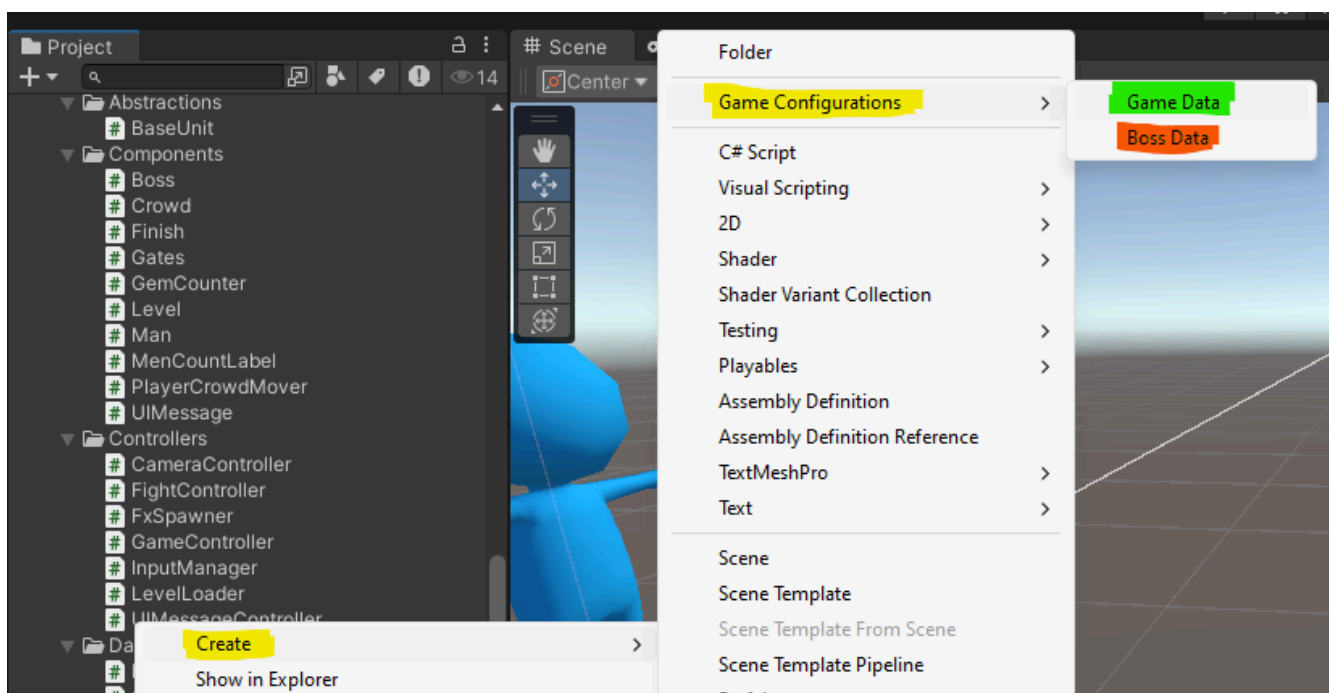 Project
Scene
14
Center
Abstractions
BaseUnit
Components
Boss
Crowd
Finish
Gates
GemCounter
Level
Man
MenCountLabel
PlayerCrowdMover
UIMessage
Controllers
CameraController
FightController
FxSpawner
GameController
InputManager
LevelLoader
UIMessageController
Da
Create
Show in Explorer
Folder
Game Configurations
C# Script
Visual Scripting
2D
Shader
Shader Variant Collection
Testing
Playables
Assembly Definition
Assembly Definition Reference
TextMeshPro
Text
Scene
Scene Template
Scene Template From Scene
Scene Template Pipeline
Game Data
Boss Data